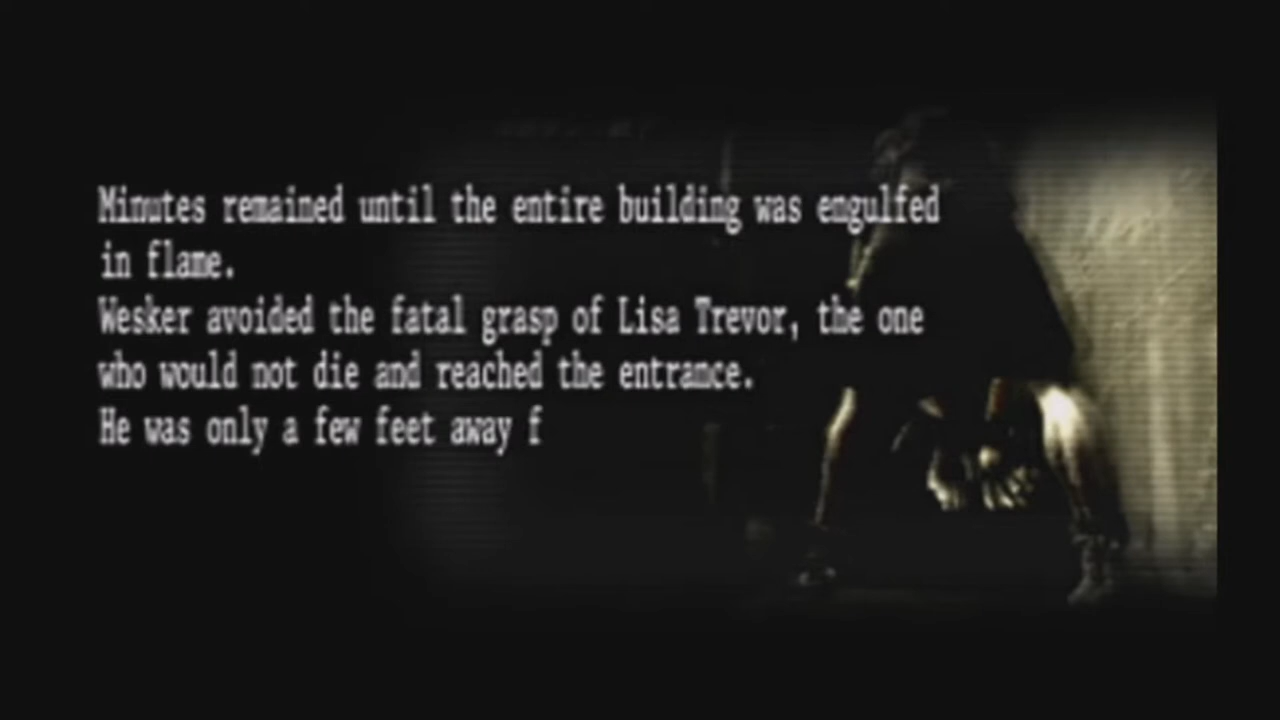 Minutes remained until the entire building was engulfed
in flame.
Wesker avoided the fatal grasp of Lisa Trevor, the one
who would not die and reached the entrance.
He was only a few feet away f